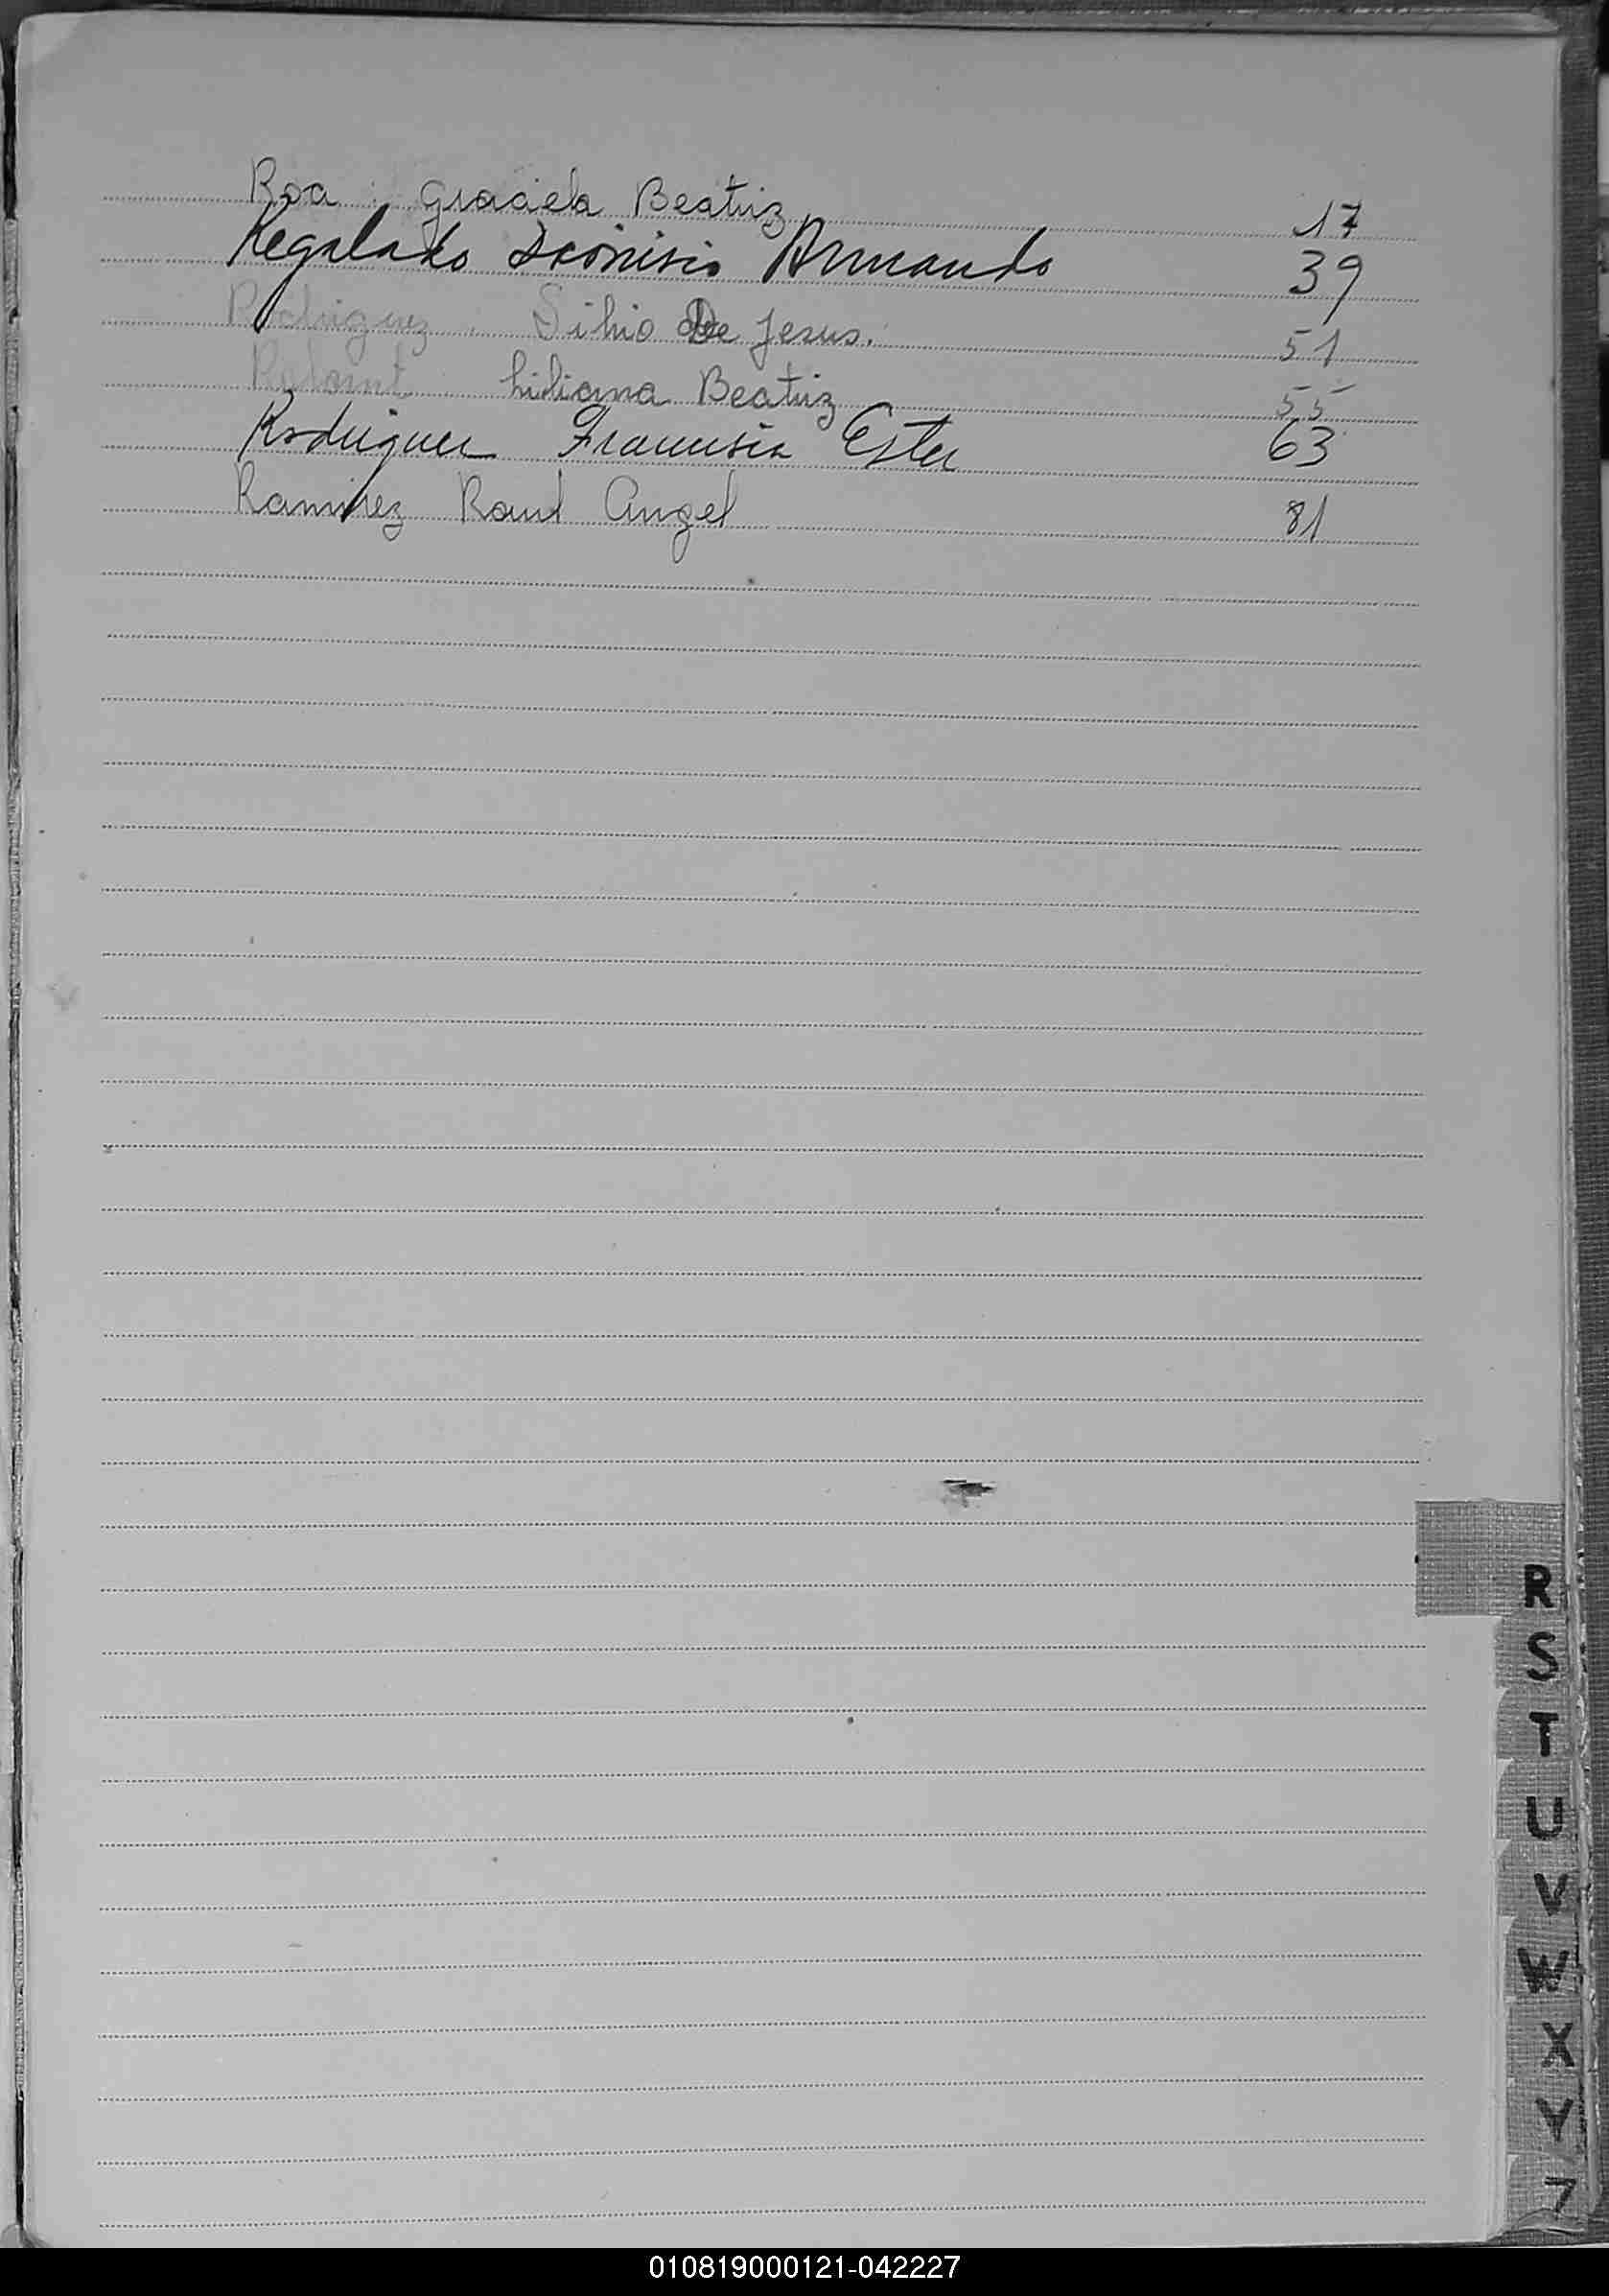 Roa Graciela Beatriz 17
Regalado Dionisio Armando 39
Rodriguez Silvio De Jesus. 51
Liliana Beatriz 55
Rodriguez Francisca Ester 63
Ramirez Raul Angel 81
R
S
T
U
V
W
X
Y
Z
010819000121-042227